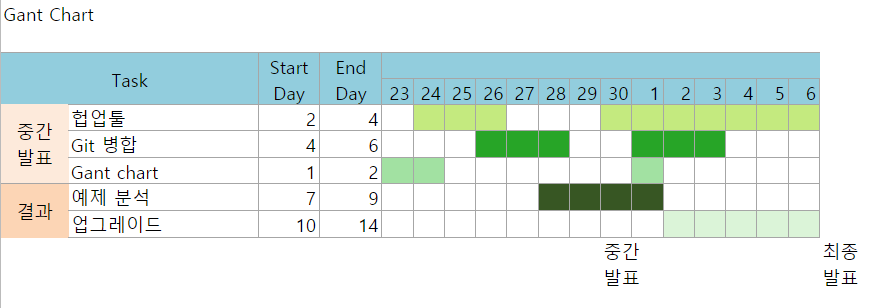 Gant Chart
Task Start Day End Day
23 24 25 26 27 28 29 30 1 2 3 4 5 6
중간 발표
헙업툴 2 4
Git 병합 4 6
Gant chart 1 2
결과
예제 분석 7 9
업그레이드 10 14
중간 발표
최종 발표